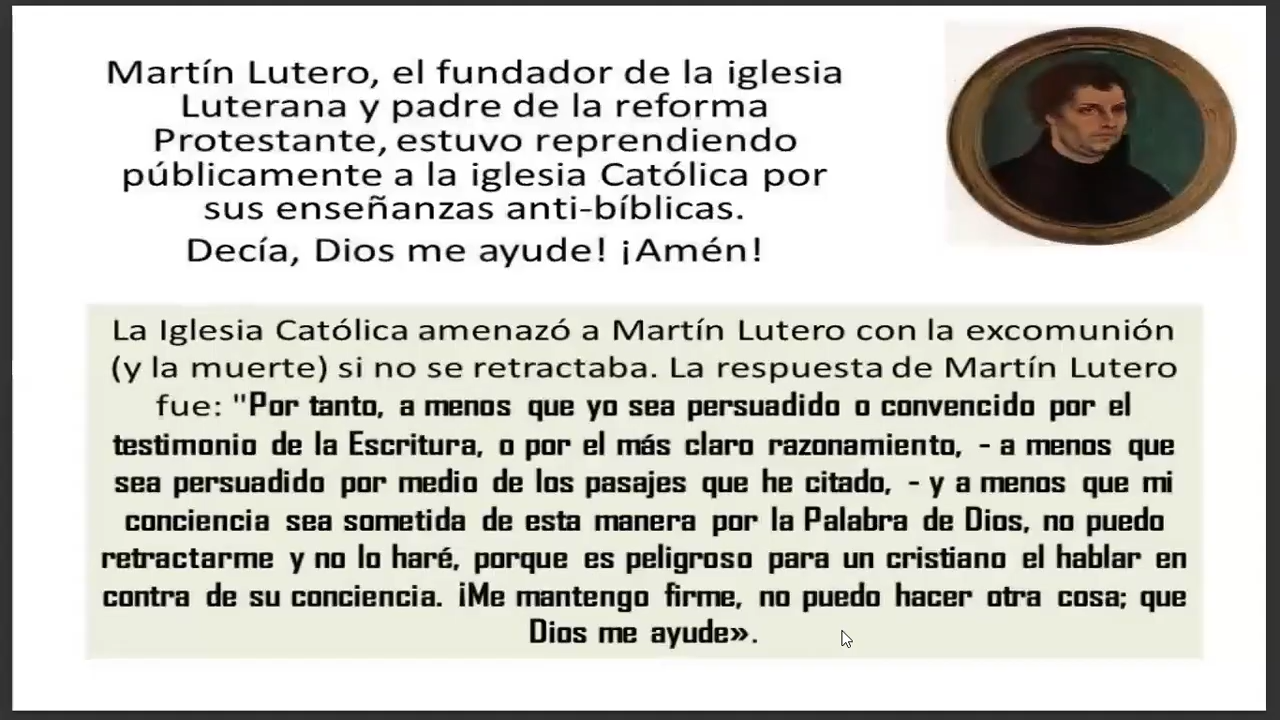 Martín Lutero, el fundador de la iglesia
Luterana y padre de la reforma
Protestante, estuvo reprendiendo
públicamente a la iglesia Católica por
sus enseñanzas anti-bíblicas.
Decía, Dios me ayude! ¡Amén!
La Iglesia Católica amenazó a Martín Lutero con la excomunión
(y la muerte) si no se retractaba. La respuesta de Martín Lutero
fue: "Por tanto, a menos que yo sea persuadido o convencido por el
testimonio de la Escritura, o por el más claro razonamiento, - a menos que
sea persuadido por medio de los pasajes que he citado, - y a menos que mi
conciencia sea sometida de esta manera por la Palabra de Dios, no puedo
retractarme y no lo haré, porque es peligroso para un cristiano el hablar en
contra de su conciencia. ¡Me mantengo firme, no puedo hacer otra cosa; que
Dios me ayude».